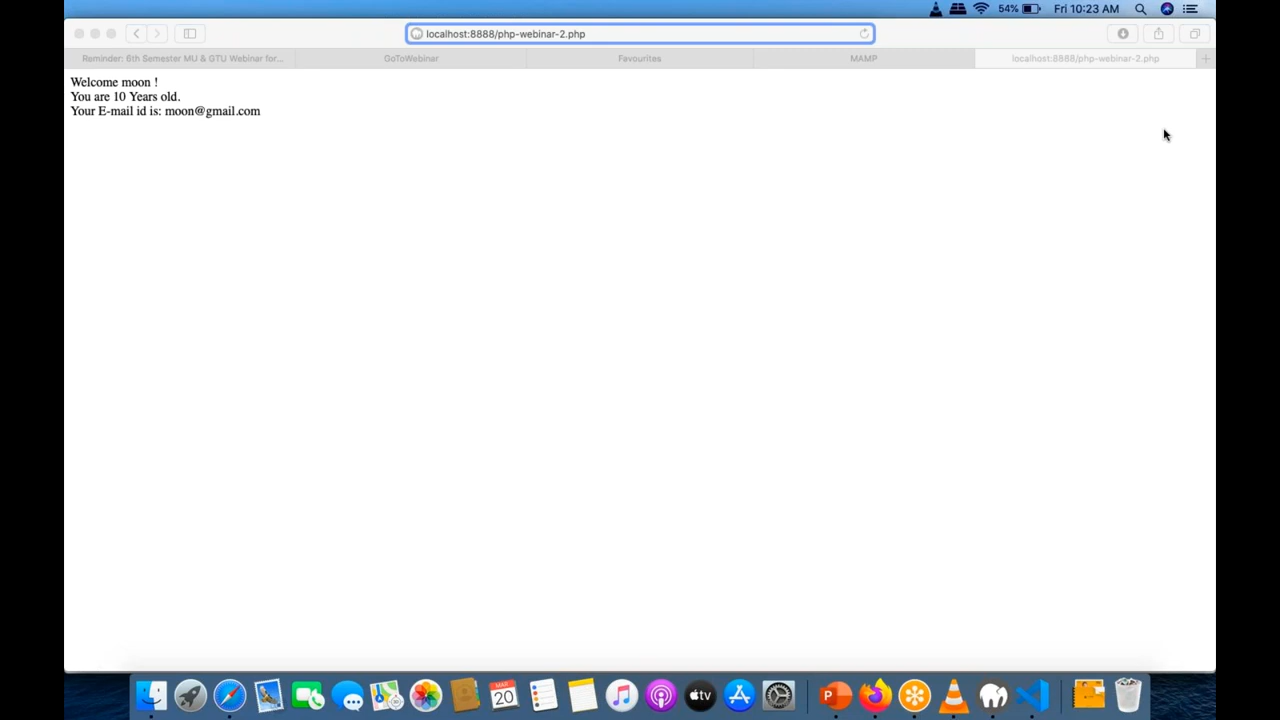 54% Fri 10:23 AM
localhost:8888/php-webinar-2.php
Reminder: 6th Semester MU & GTU Webinar for...
GoToWebinar
Favourites
MAMP
localhost:8888/php-webinar-2.php
Welcome moon !
You are 10 Years old.
Your E-mail id is: moon@gmail.com
MAR
20
tv
P